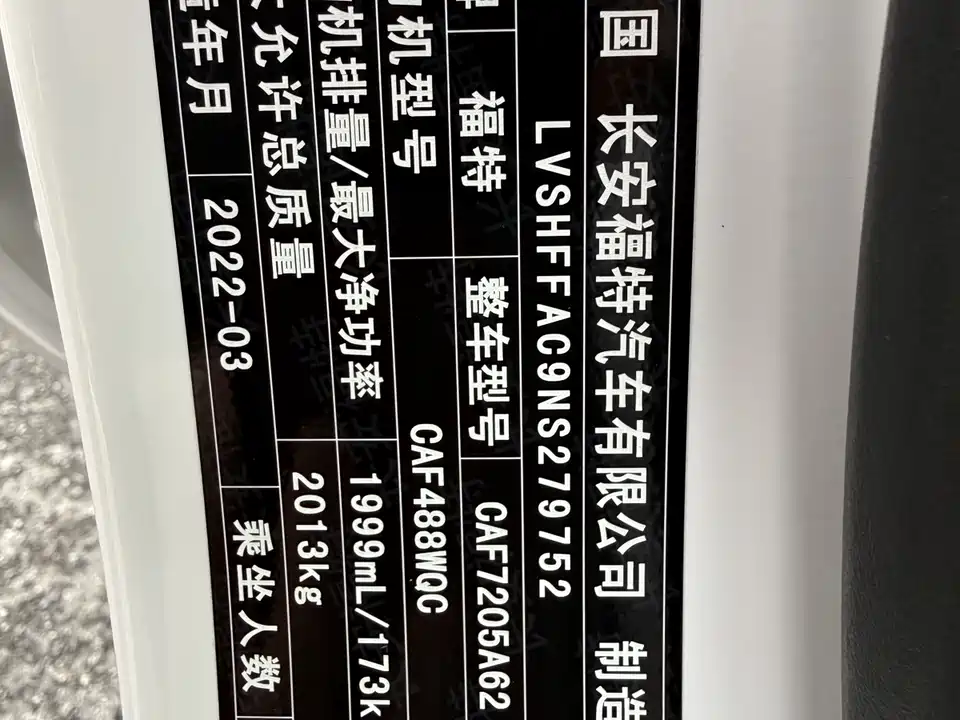 国 长安福特汽车有限公司 制造
LVSHFFAC9NS279752
牌 福特 整车型号 CAF7205A62
机型号 CAF488WQC
机排量/最大净功率 1999mL/173k
允许总质量 2013kg
年月 2022-03 乘坐人数